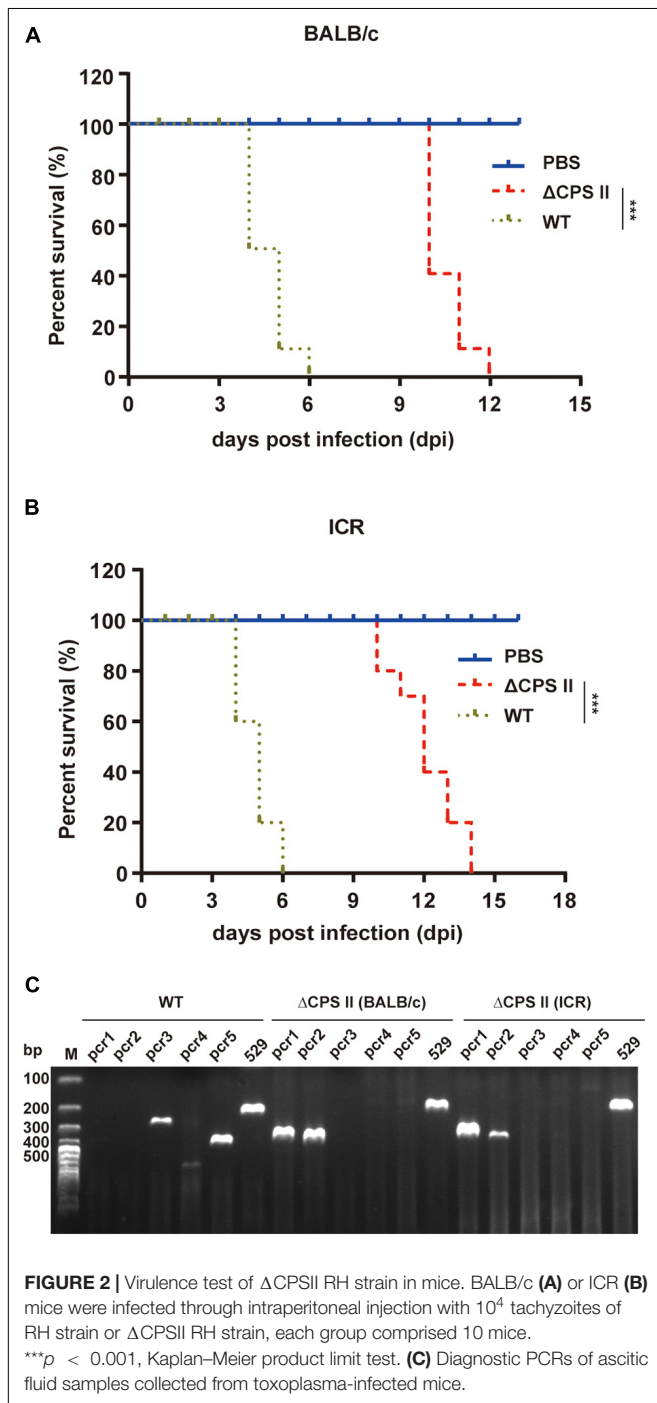 A
BALB/c
120
100
80
60
40
20
0
Percent survival (%)
0 3 6 9 12 15
days post infection (dpi)
PBS
ΔCPS II
WT
***
B
ICR
120
100
80
60
40
20
0
Percent survival (%)
0 3 6 9 12 15 18
days post infection (dpi)
PBS
ΔCPS II
WT
***
C
WT ΔCPS II (BALB/c) ΔCPS II (ICR)
bp M pcr1 pcr2 pcr3 pcr4 pcr5 529 pcr1 pcr2 pcr3 pcr4 pcr5 529 pcr1 pcr2 pcr3 pcr4 pcr5 529
100
200
300
400
500
FIGURE 2 | Virulence test of ΔCPSII RH strain in mice. BALB/c (A) or ICR (B)
mice were infected through intraperitoneal injection with 10⁴ tachyzoites of
RH strain or ΔCPSII RH strain, each group comprised 10 mice.
***p < 0.001, Kaplan–Meier product limit test. (C) Diagnostic PCRs of ascitic
fluid samples collected from toxoplasma-infected mice.